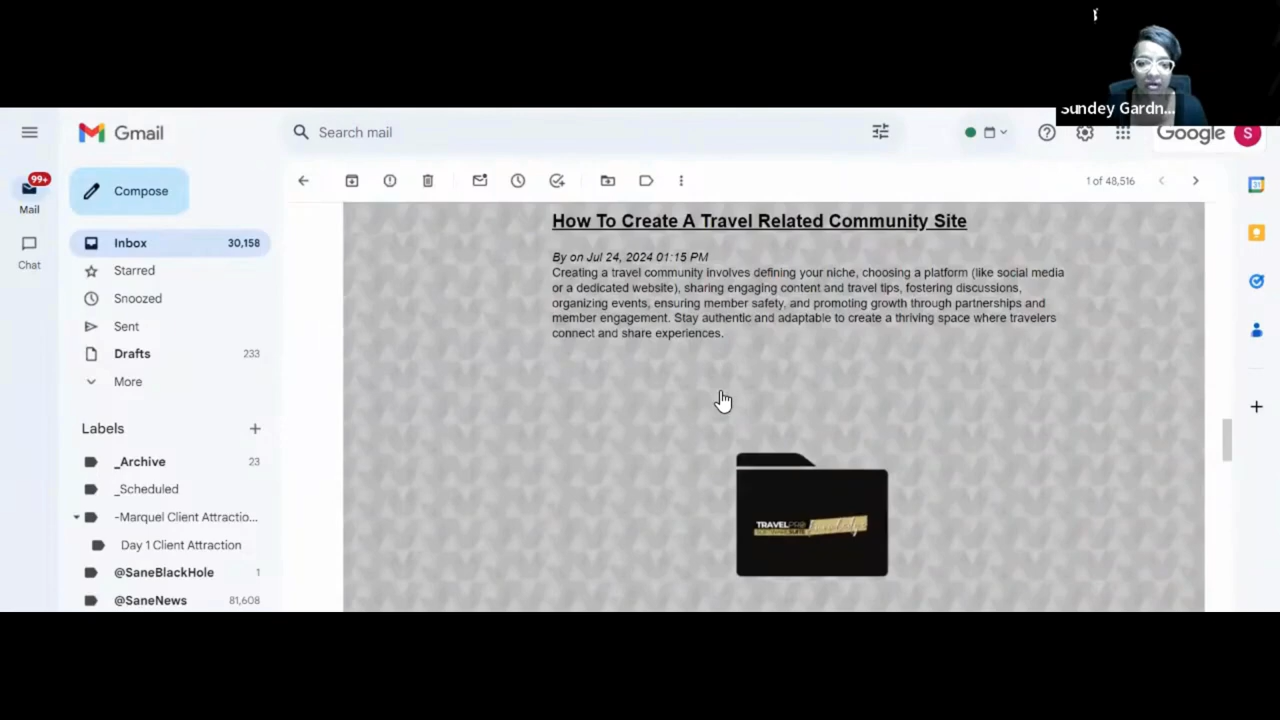 Sundey Gardn...
Gmail
Search mail
Google
S
99+
Mail
Chat
Compose
1 of 48,516
Inbox 30,158
Starred
Snoozed
Sent
Drafts 233
More
Labels
_Archive 23
_Scheduled
-Marquel Client Attractio...
Day 1 Client Attraction
@SaneBlackHole 1
@SaneNews 81,608
How To Create A Travel Related Community Site
By on Jul 24, 2024 01:15 PM
Creating a travel community involves defining your niche, choosing a platform (like social media
or a dedicated website), sharing engaging content and travel tips, fostering discussions,
organizing events, ensuring member safety, and promoting growth through partnerships and
member engagement. Stay authentic and adaptable to create a thriving space where travelers
connect and share experiences.
TRAVEL
31